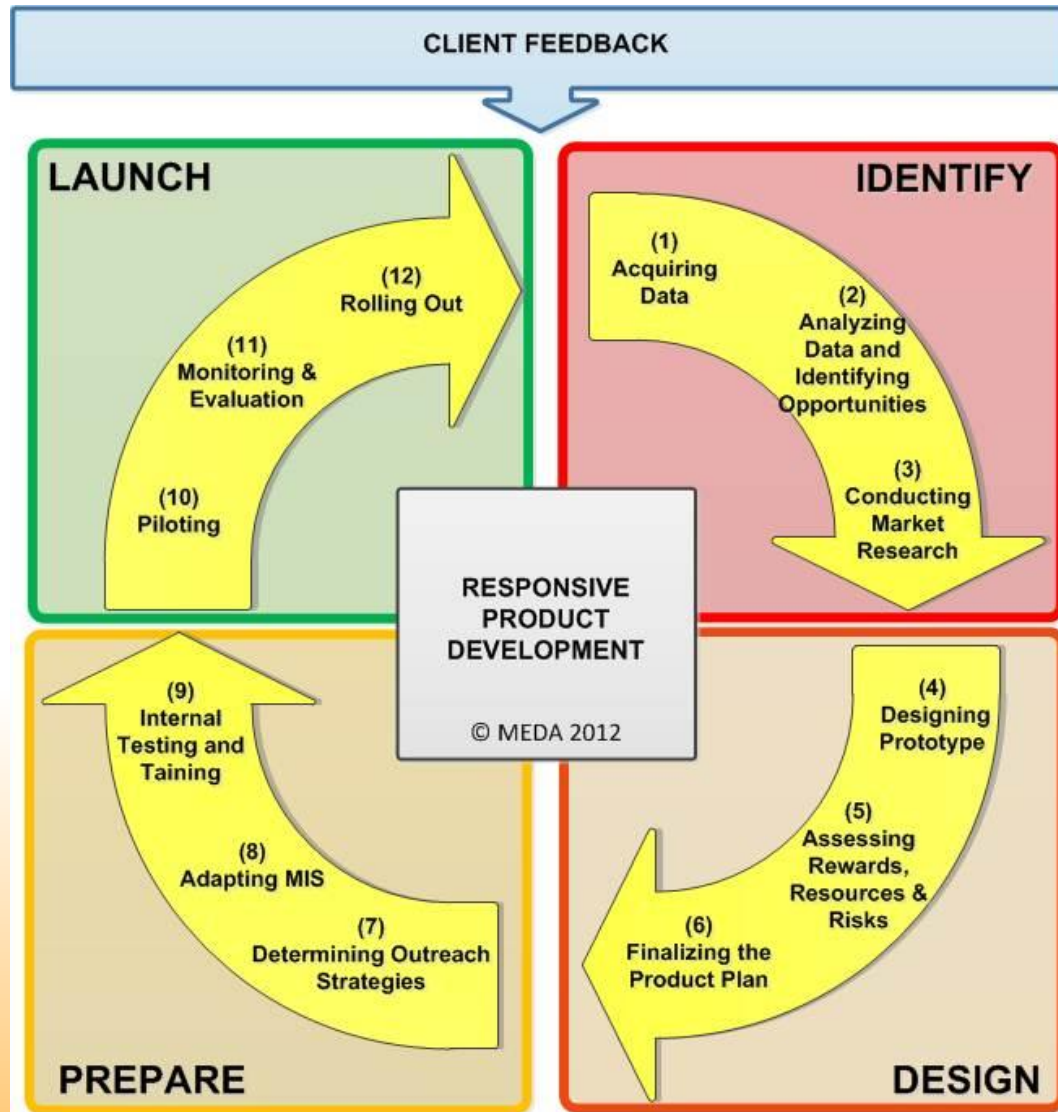 CLIENT FEEDBACK
LAUNCH
IDENTIFY
(1)
Acquiring
Data
(2)
Analyzing
Data and
Identifying
Opportunities
(3)
Conducting
Market
Research
DESIGN
(4)
Designing
Prototype
(5)
Assessing
Rewards,
Resources &
Risks
(6)
Finalizing the
Product Plan
PREPARE
(7)
Determining Outreach
Strategies
(8)
Adapting MIS
(9)
Internal
Testing and
Taining
(10)
Piloting
(11)
Monitoring &
Evaluation
(12)
Rolling Out
RESPONSIVE
PRODUCT
DEVELOPMENT
© MEDA 2012